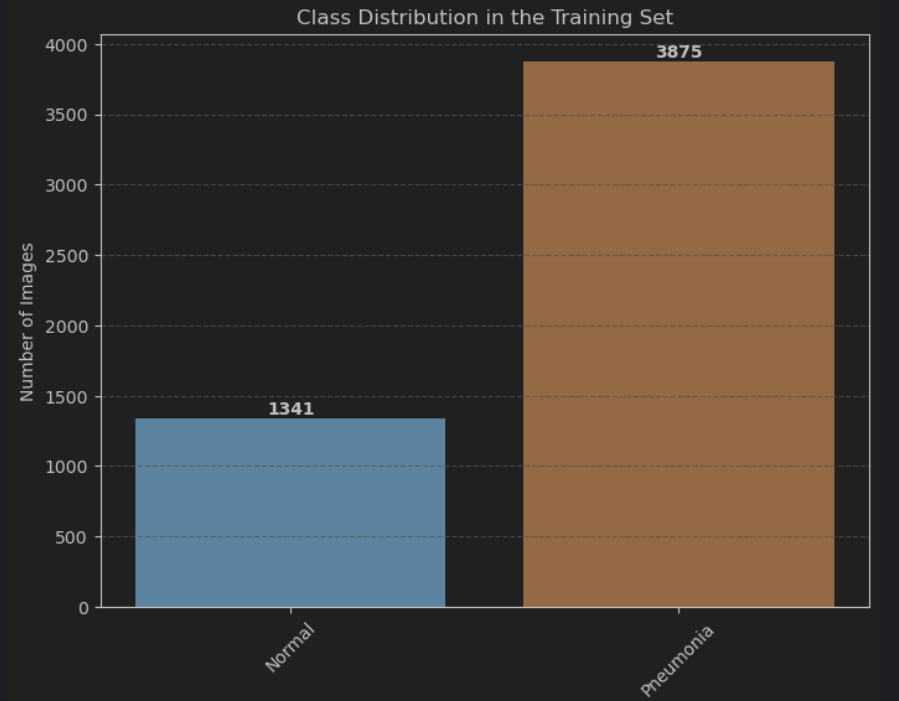 Class Distribution in the Training Set
Number of Images
4000
3500
3000
2500
2000
1500
1000
500
0
1341
3875
Normal
Pneumonia